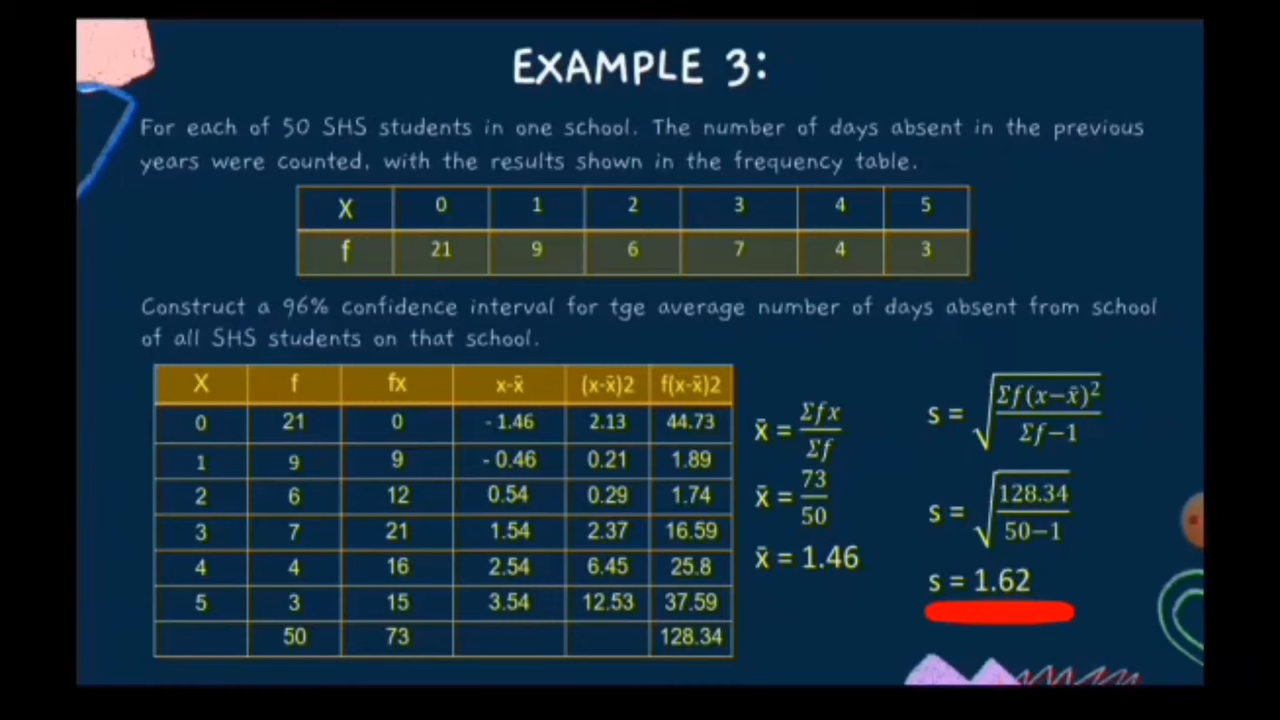 EXAMPLE 3:
For each of 50 SHS students in one school. The number of days absent in the previous
years were counted, with the results shown in the frequency table.
X 0 1 2 3 4 5
f 21 9 6 7 4 3
Construct a 96% confidence interval for tge average number of days absent from school
of all SHS students on that school.
X f fx x-x̄ (x-x̄)2 f(x-x̄)2
0 21 0 - 1.46 2.13 44.73
1 9 9 - 0.46 0.21 1.89
2 6 12 0.54 0.29 1.74
3 7 21 1.54 2.37 16.59
4 4 16 2.54 6.45 25.8
5 3 15 3.54 12.53 37.59
50 73 128.34
x̄ = Σfx / Σf
x̄ = 73 / 50
x̄ = 1.46
s = √(Σf(x−x̄)² / Σf−1)
s = √(128.34 / 50−1)
s = 1.62